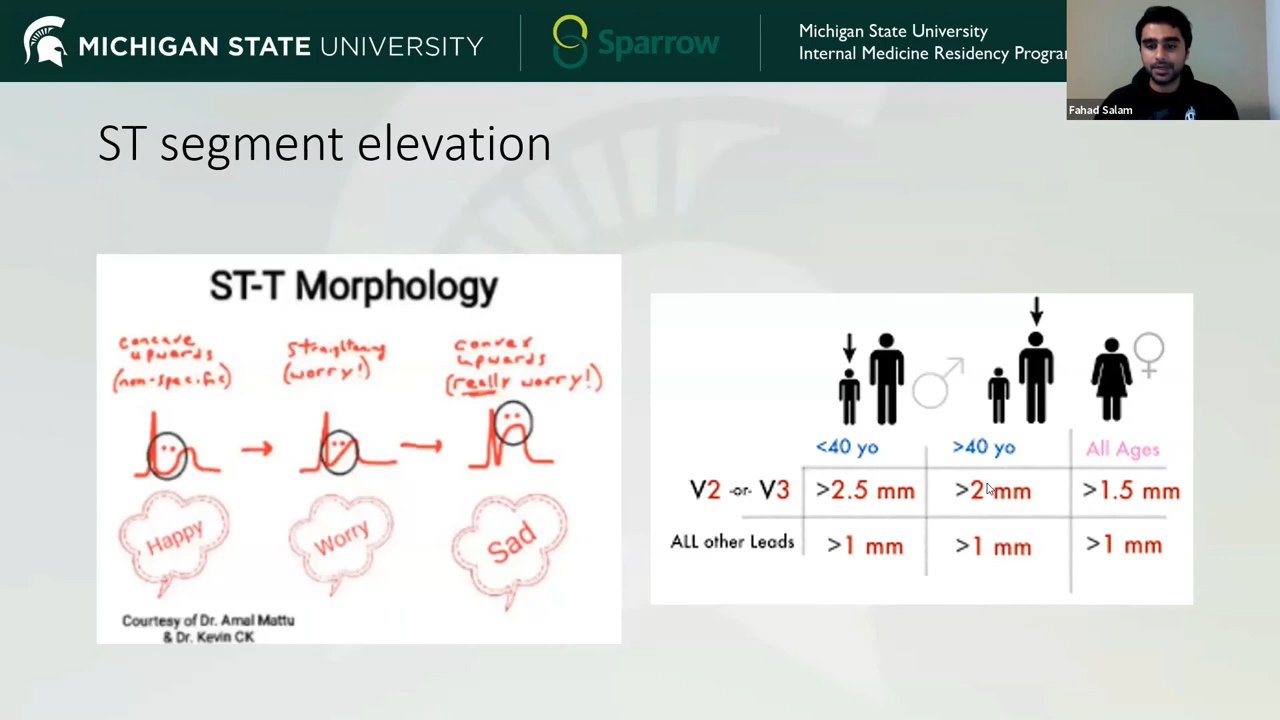 MICHIGAN STATE UNIVERSITY
Sparrow
Michigan State University
Internal Medicine Residency Program
Fahad Salam
ST segment elevation
ST-T Morphology
concave
upwards
(non-specific)
straightening
(worry!)
convex
upwards
(really worry!)
Happy
Worry
Sad
Courtesy of Dr. Amal Mattu
& Dr. Kevin CK
<40 yo
>40 yo
All Ages
V2 -or- V3
>2.5 mm
>2 mm
>1.5 mm
ALL other Leads
>1 mm
>1 mm
>1 mm